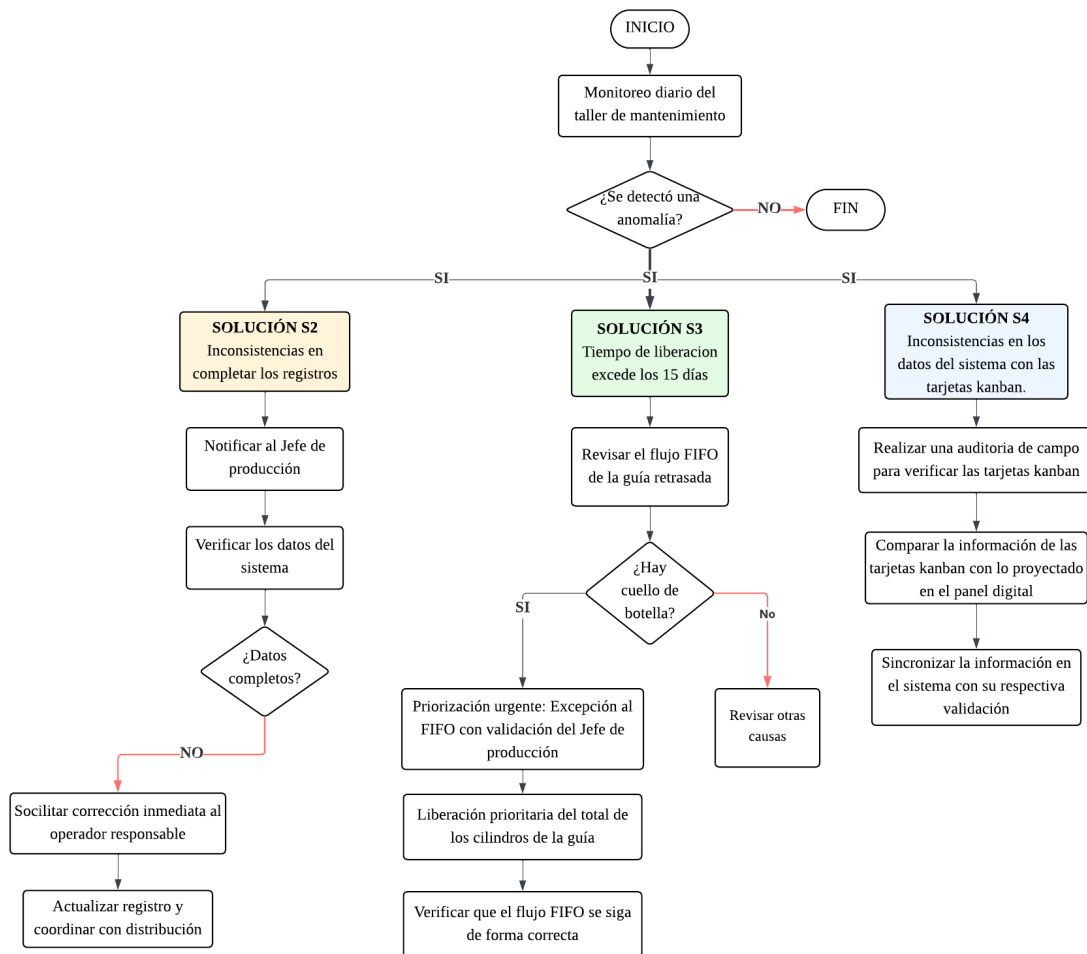 INICIO
Monitoreo diario del
taller de mantenimiento
¿Se detectó una
anomalía?
NO
FIN
SI
SI
SI
SOLUCIÓN S2
Inconsistencias en
completar los registros
Notificar al Jefe de
producción
Verificar los datos del
sistema
¿Datos
completos?
NO
Socilitar corrección inmediata al
operador responsable
Actualizar registro y
coordinar con distribución
SOLUCIÓN S3
Tiempo de liberacion
excede los 15 días
Revisar el flujo FIFO
de la guía retrasada
¿Hay
cuello de
botella?
SI
No
Priorización urgente: Excepción al
FIFO con validación del Jefe de
producción
Liberación prioritaria del total de
los cilindros de la guía
Verificar que el flujo FIFO se siga
de forma correcta
Revisar otras
causas
SOLUCIÓN S4
Inconsistencias en los
datos del sistema con las
tarjetas kanban.
Realizar una auditoria de campo
para verificar las tarjetas kanban
Comparar la información de las
tarjetas kanban con lo proyectado
en el panel digital
Sincronizar la información en
el sistema con su respectiva
validación